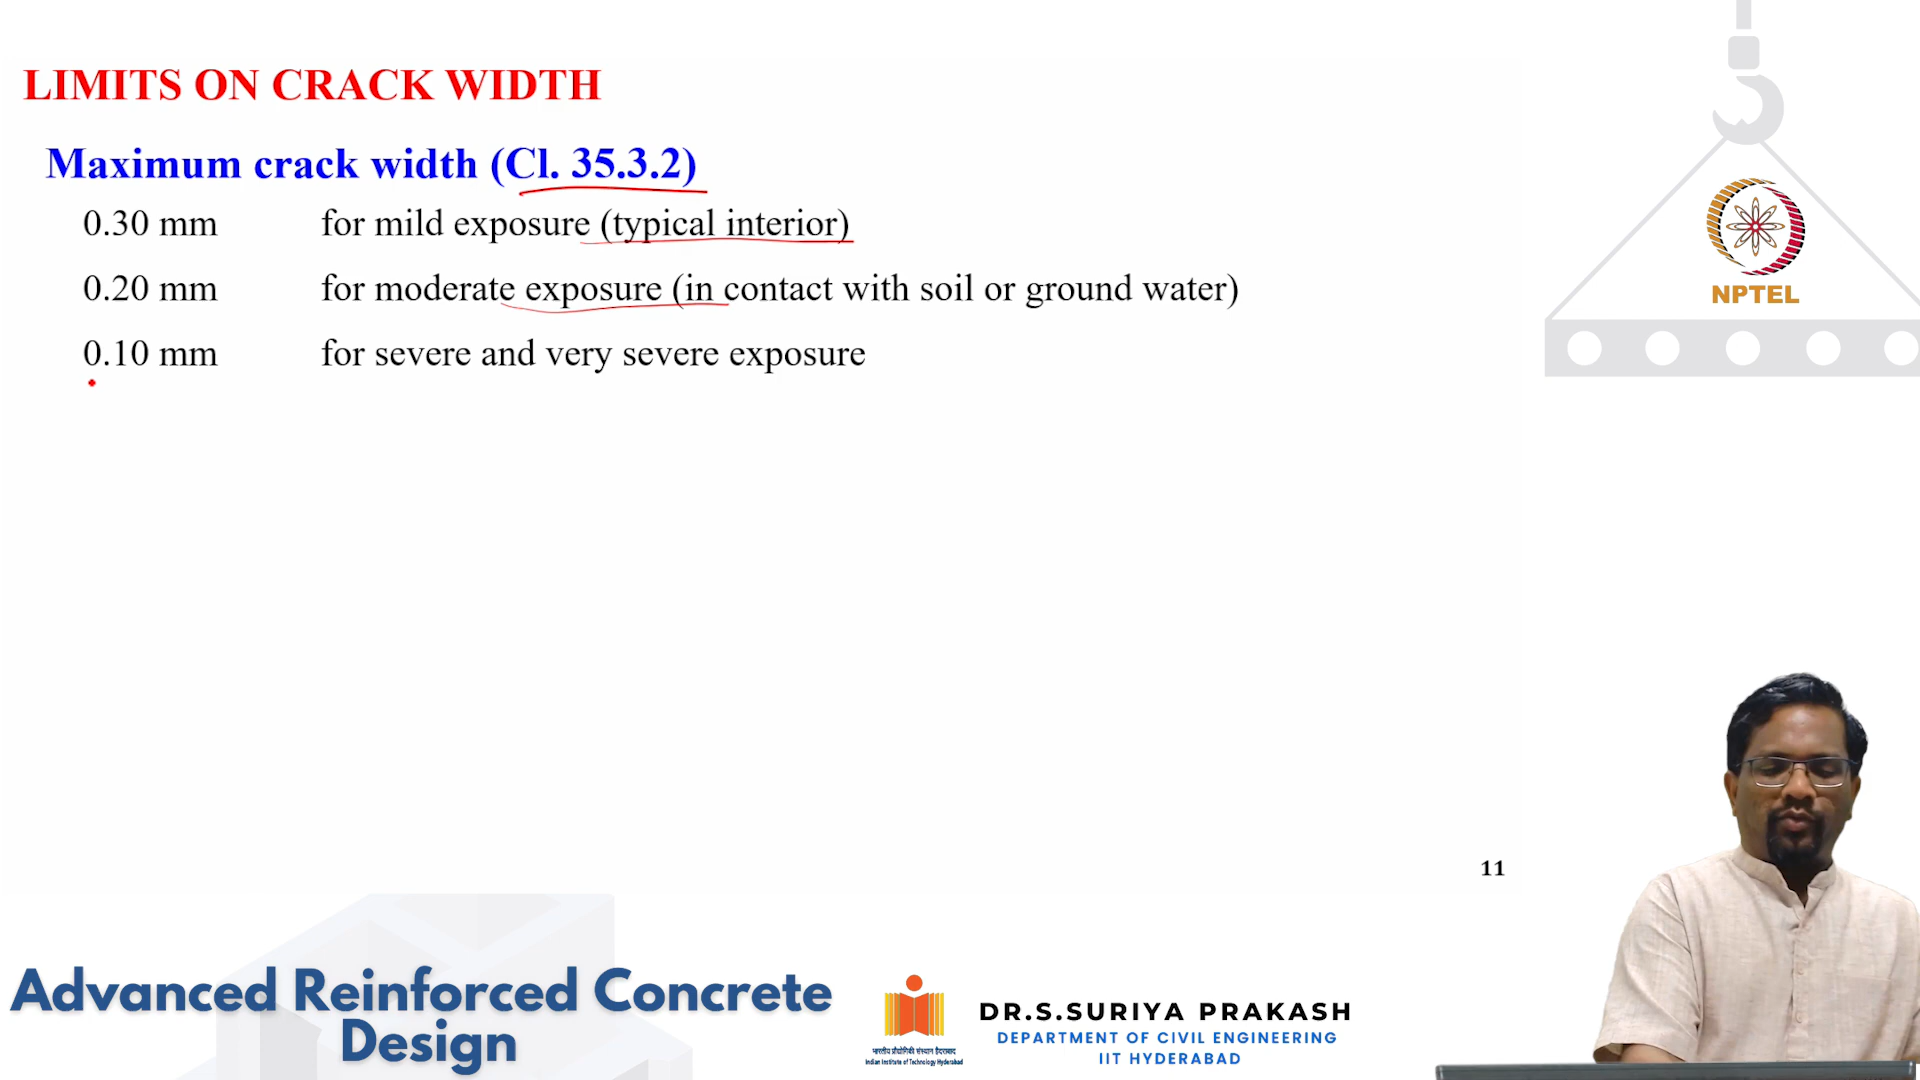 LIMITS ON CRACK WIDTH
Maximum crack width (Cl. 35.3.2)
0.30 mm for mild exposure (typical interior)
0.20 mm for moderate exposure (in contact with soil or ground water)
0.10 mm for severe and very severe exposure
NPTEL
11
Advanced Reinforced Concrete
Design
भारतीय प्रौद्योगिकी संस्थान हैदराबाद
Indian Institute of Technology Hyderabad
DR.S.SURIYA PRAKASH
DEPARTMENT OF CIVIL ENGINEERING
IIT HYDERABAD